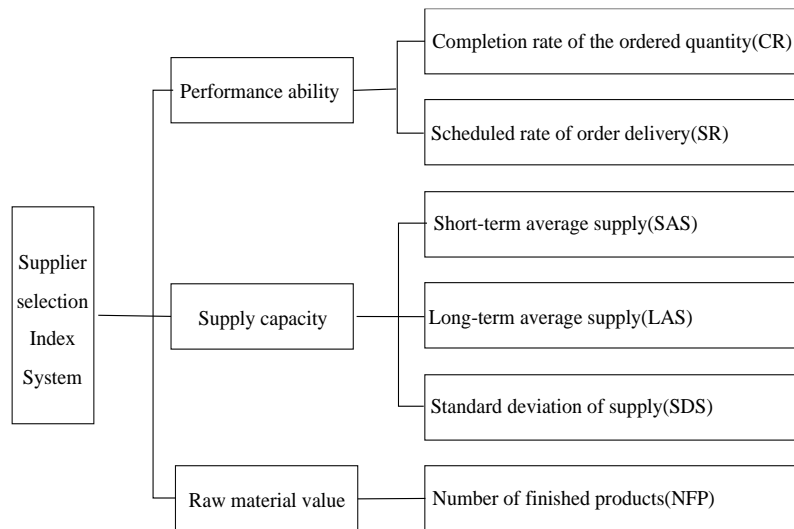 Supplier
selection
Index
System
Performance ability
Completion rate of the ordered quantity(CR)
Scheduled rate of order delivery(SR)
Supply capacity
Short-term average supply(SAS)
Long-term average supply(LAS)
Standard deviation of supply(SDS)
Raw material value
Number of finished products(NFP)